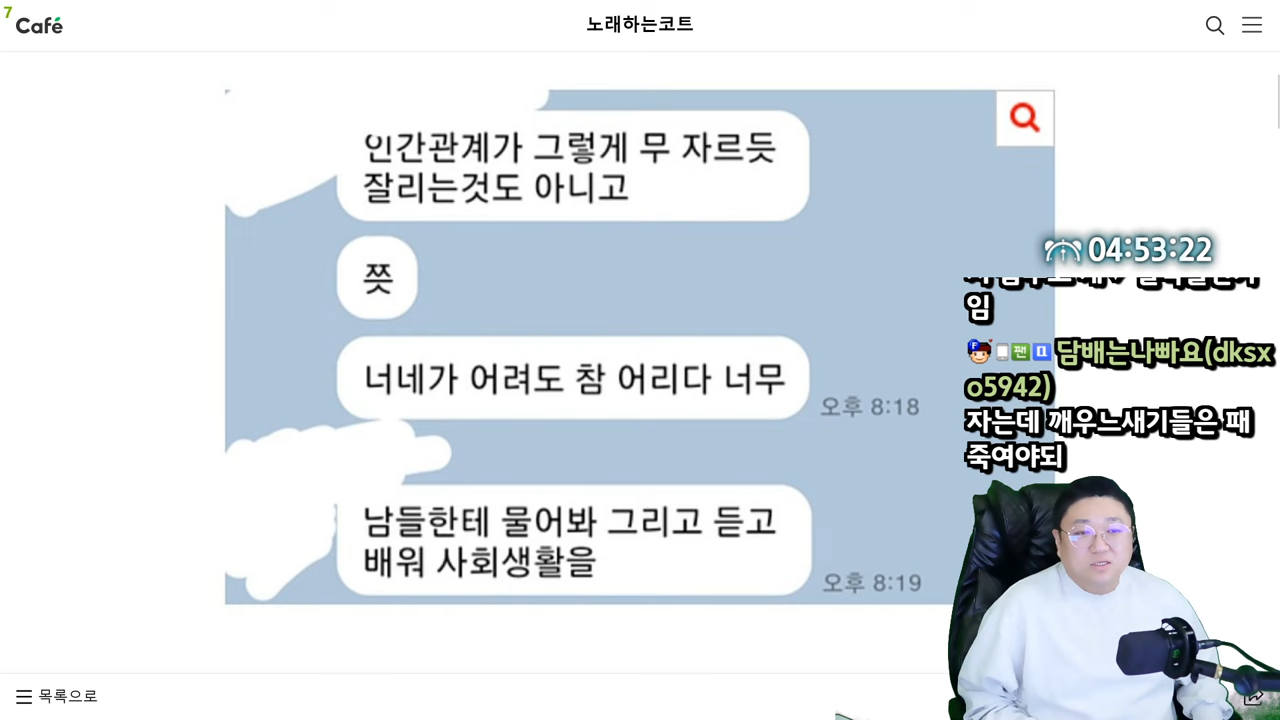 7
Café
노래하는코트
인간관계가 그렇게 무 자르듯
잘리는것도 아니고
쯧
너네가 어려도 참 어리다 너무
오후 8:18
남들한테 물어봐 그리고 듣고
배워 사회생활을
오후 8:19
04:53:22
임
팬
담배는나빠요(dksx
o5942)
자는데 깨우느새기들은 패
죽여야되
목록으로